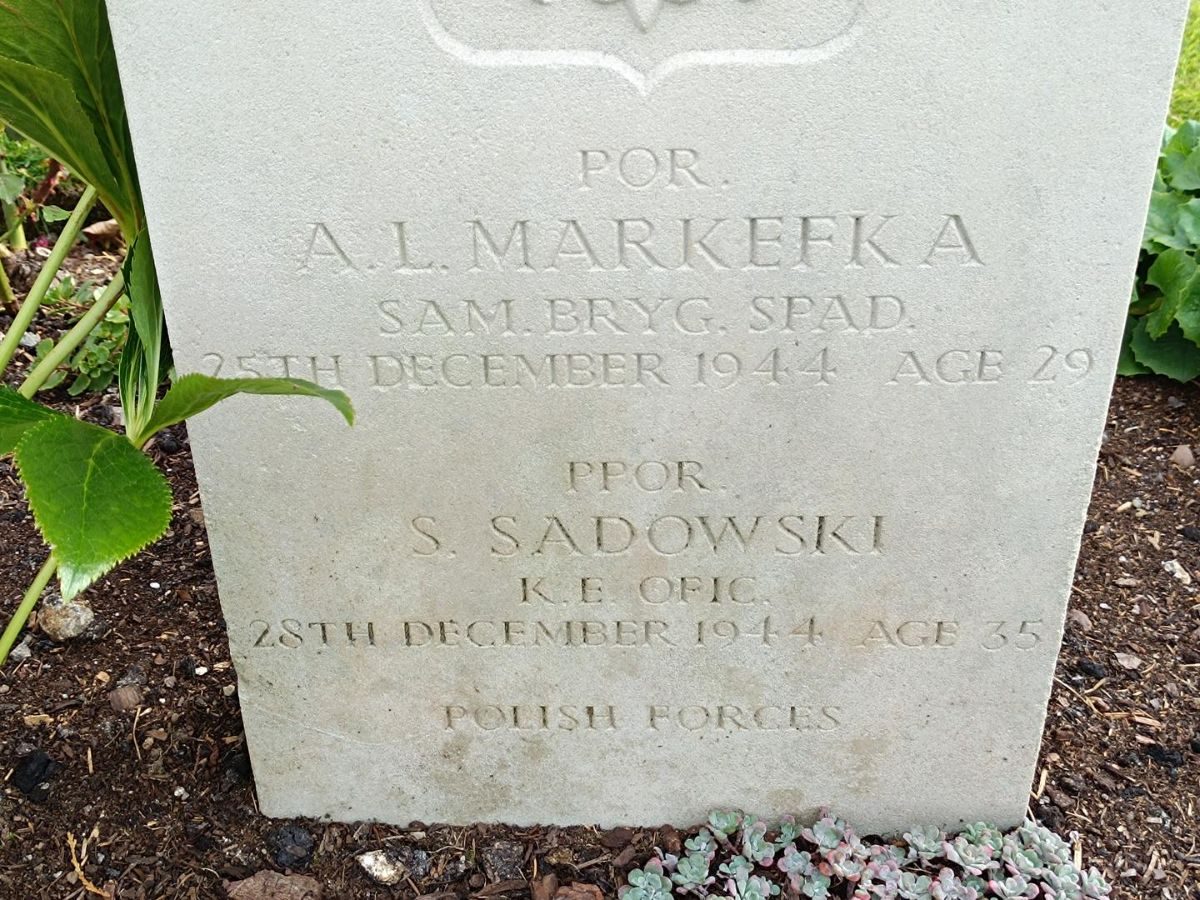 POR.
A. L. MARKEFKA
SAM. BRYG. SPAD.
25TH DECEMBER 1944 AGE 29
PPOR.
S. SADOWSKI
K. E. OFIC.
28TH DECEMBER 1944 AGE 35
POLISH FORCES